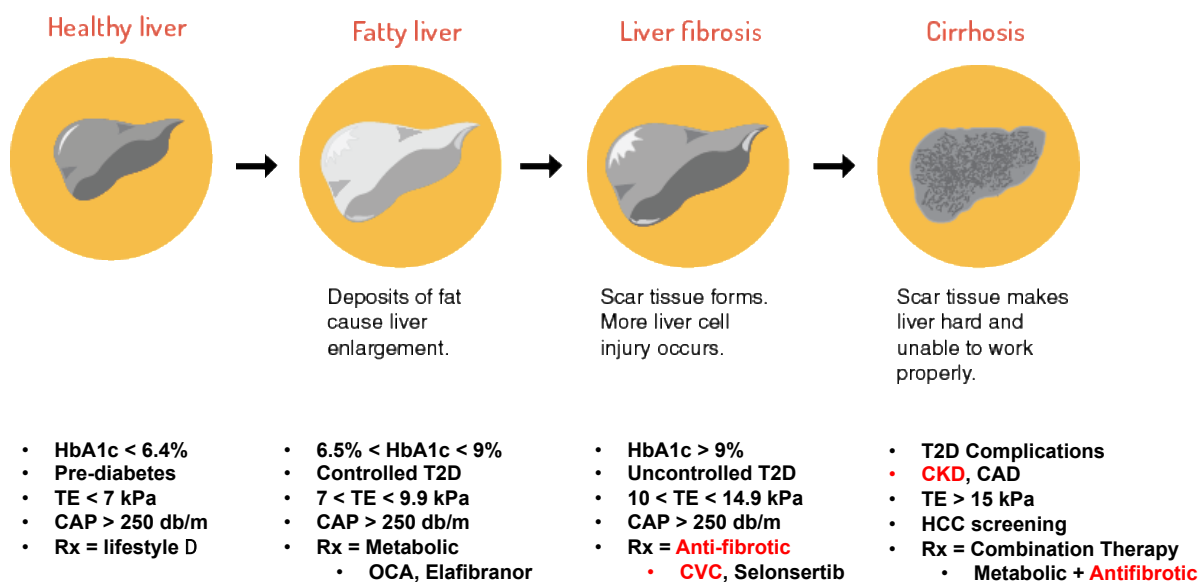 Healthy liver
Fatty liver
Liver fibrosis
Cirrhosis
Deposits of fat
cause liver
enlargement.
Scar tissue forms.
More liver cell
injury occurs.
Scar tissue makes
liver hard and
unable to work
properly.
• HbA1c < 6.4%
• Pre-diabetes
• TE < 7 kPa
• CAP > 250 db/m
• Rx = lifestyle D
• 6.5% < HbA1c < 9%
• Controlled T2D
• 7 < TE < 9.9 kPa
• CAP > 250 db/m
• Rx = Metabolic
• OCA, Elafibranor
• HbA1c > 9%
• Uncontrolled T2D
• 10 < TE < 14.9 kPa
• CAP > 250 db/m
• Rx = Anti-fibrotic
• CVC, Selonsertib
• T2D Complications
• CKD, CAD
• TE > 15 kPa
• HCC screening
• Rx = Combination Therapy
• Metabolic + Antifibrotic